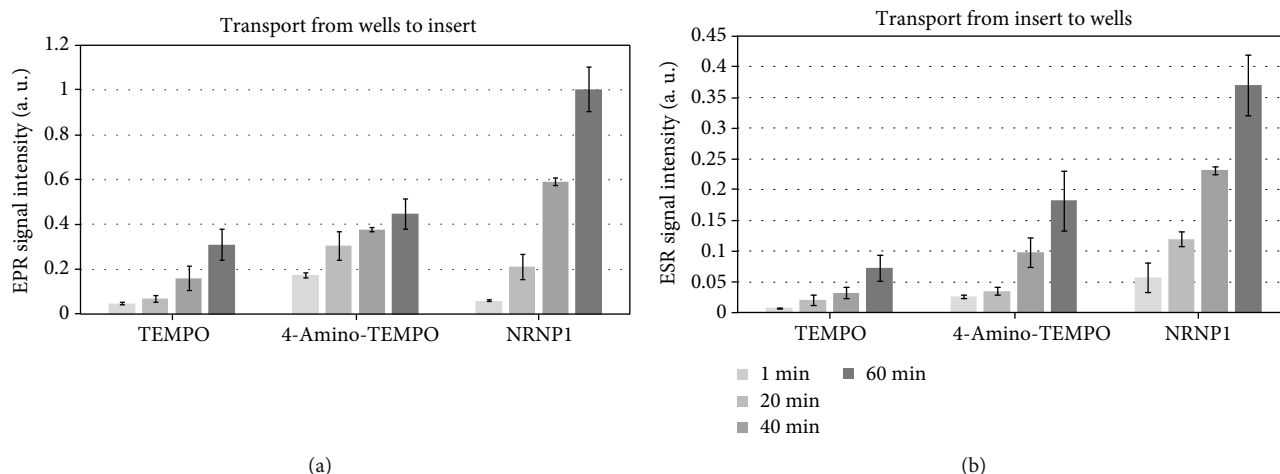 Transport from wells to insert
EPR signal intensity (a. u.)
1.2
1
0.8
0.6
0.4
0.2
0
TEMPO 4-Amino-TEMPO NRNP1
(a)
Transport from insert to wells
ESR signal intensity (a. u.)
0.45
0.4
0.35
0.3
0.25
0.2
0.15
0.1
0.05
0
TEMPO 4-Amino-TEMPO NRNP1
1 min 60 min
20 min
40 min
(b)